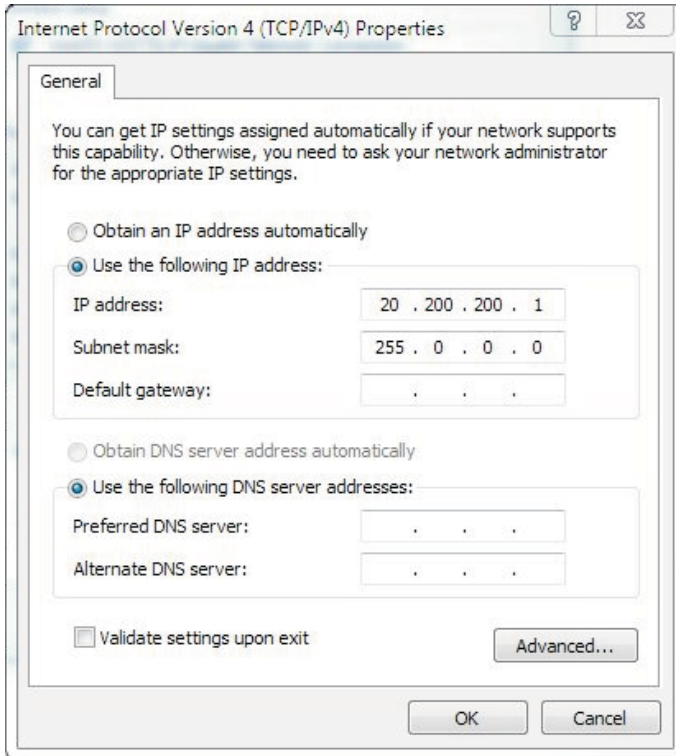 Internet Protocol Version 4 (TCP/IPv4) Properties
General
You can get IP settings assigned automatically if your network supports
this capability. Otherwise, you need to ask your network administrator
for the appropriate IP settings.
Obtain an IP address automatically
Use the following IP address:
IP address: 20 . 200 . 200 . 1
Subnet mask: 255 . 0 . 0 . 0
Default gateway: . . .
Obtain DNS server address automatically
Use the following DNS server addresses:
Preferred DNS server: . . .
Alternate DNS server: . . .
Validate settings upon exit
Advanced...
OK Cancel